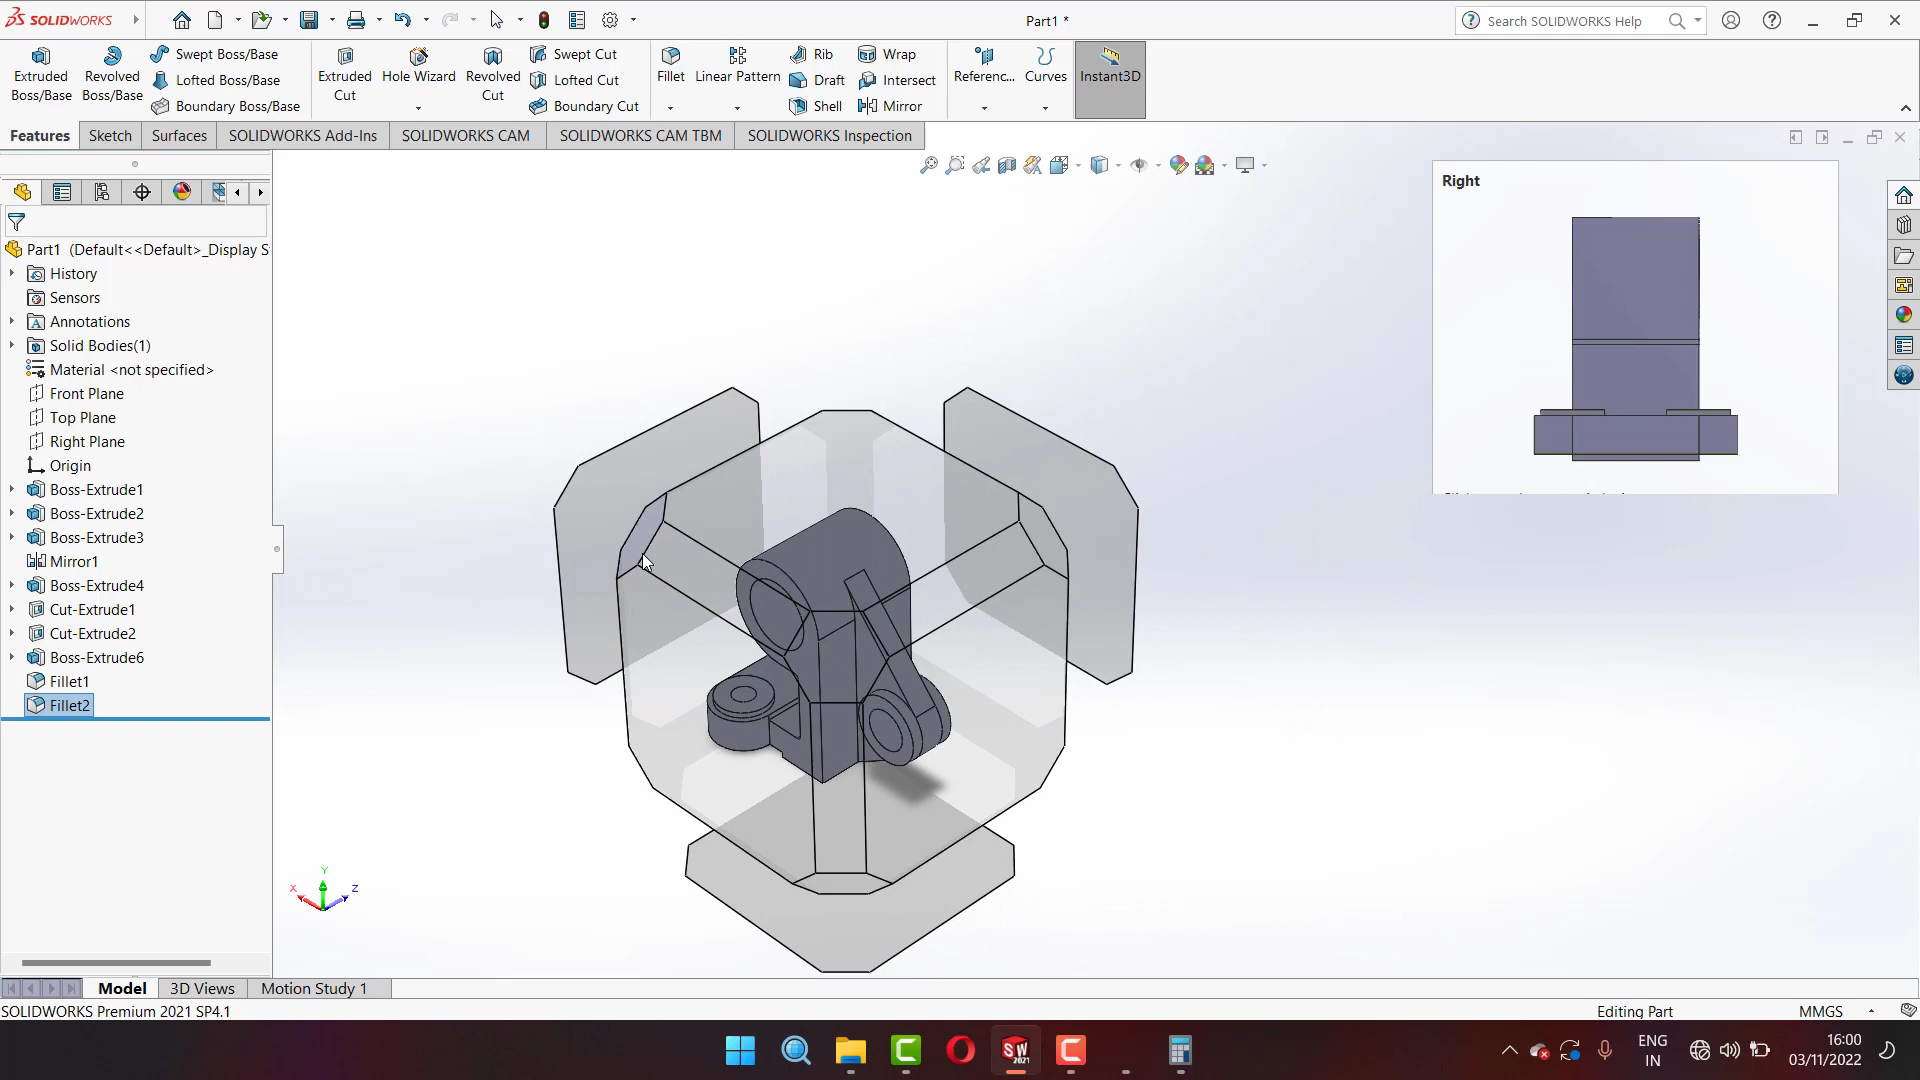 SOLIDWORKS
Part1 *
Search SOLIDWORKS Help
Extruded Boss/Base
Revolved Boss/Base
Swept Boss/Base
Lofted Boss/Base
Boundary Boss/Base
Extruded Cut
Hole Wizard
Revolved Cut
Swept Cut
Lofted Cut
Boundary Cut
Fillet
Linear Pattern
Rib
Draft
Shell
Wrap
Intersect
Mirror
Referenc...
Curves
Instant3D
Features
Sketch
Surfaces
SOLIDWORKS Add-Ins
SOLIDWORKS CAM
SOLIDWORKS CAM TBM
SOLIDWORKS Inspection
Part1 (Default<<Default>_Display S
History
Sensors
Annotations
Solid Bodies(1)
Material <not specified>
Front Plane
Top Plane
Right Plane
Origin
Boss-Extrude1
Boss-Extrude2
Boss-Extrude3
Mirror1
Boss-Extrude4
Cut-Extrude1
Cut-Extrude2
Boss-Extrude6
Fillet1
Fillet2
Right
Y
X
Z
Model
3D Views
Motion Study 1
SOLIDWORKS Premium 2021 SP4.1
Editing Part
MMGS
SW
2021
ENG
IN
16:00
03/11/2022